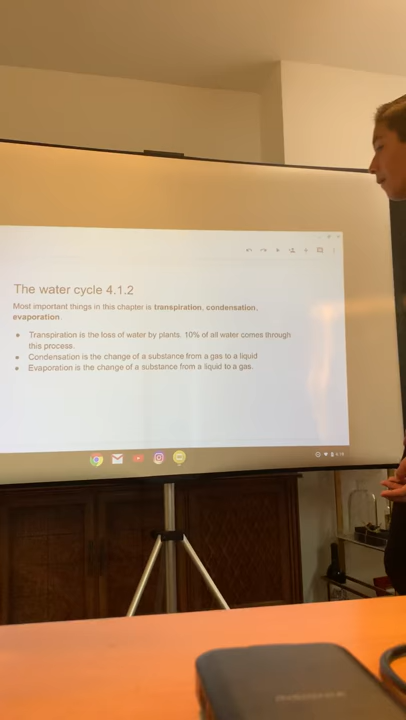 The water cycle 4.1.2
Most important things in this chapter is transpiration, condensation,
evaporation.
Transpiration is the loss of water by plants. 10% of all water comes through
this process.
Condensation is the change of a substance from a gas to a liquid
Evaporation is the change of a substance from a liquid to a gas.